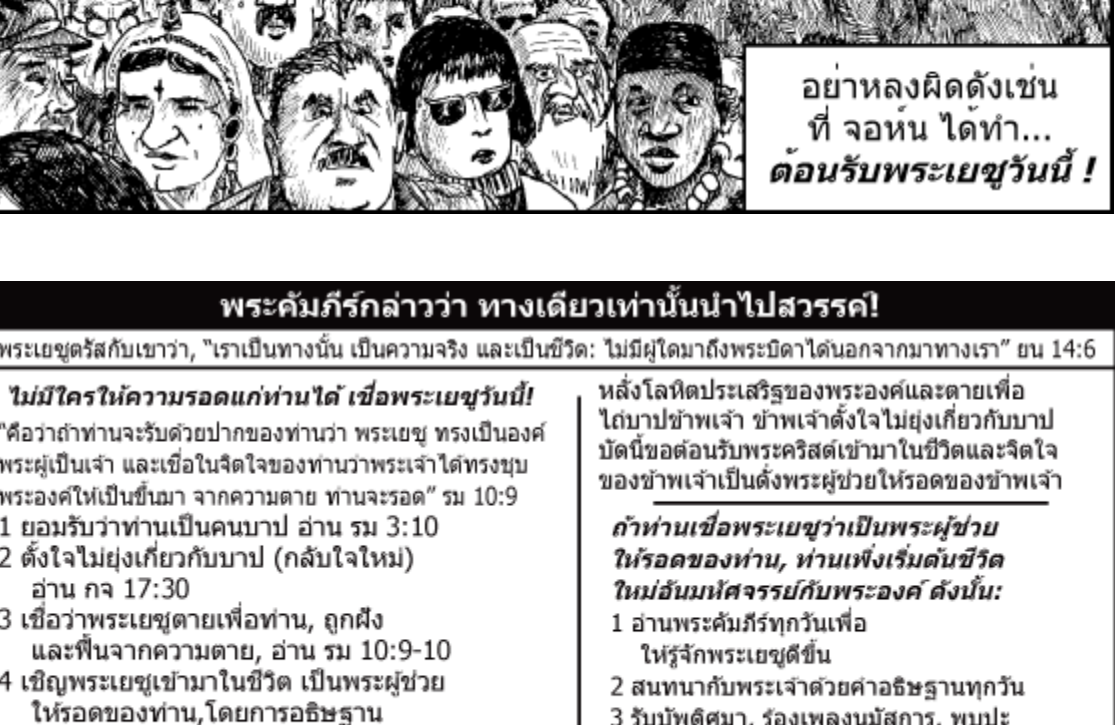 อย่าหลงผิดดังเช่น
ที่ จอห์น ได้ทำ...
ต้อนรับพระเยซูวันนี้ !
พระคัมภีร์กล่าวว่า ทางเดียวเท่านั้นนำไปสวรรค์!
พระเยซูตรัสกับเขาว่า, "เราเป็นทางนั้น เป็นความจริง และเป็นชีวิต: ไม่มีผู้ใดมาถึงพระบิดาได้นอกจากมาทางเรา" ยน 14:6
ไม่มีใครให้ความรอดแก่ท่านได้ เชื่อพระเยซูวันนี้!
"คือว่าถ้าท่านจะรับด้วยปากของท่านว่า พระเยซู ทรงเป็นองค์
พระผู้เป็นเจ้า และเชื่อในจิตใจของท่านว่าพระเจ้าได้ทรงชุบ
พระองค์ให้เป็นขึ้นมา จากความตาย ท่านจะรอด" รม 10:9
1 ยอมรับว่าท่านเป็นคนบาป อ่าน รม 3:10
2 ตั้งใจไม่ยุ่งเกี่ยวกับบาป (กลับใจใหม่)
อ่าน กจ 17:30
3 เชื่อว่าพระเยซูตายเพื่อท่าน, ถูกฝัง
และฟื้นจากความตาย, อ่าน รม 10:9-10
4 เชิญพระเยซูเข้ามาในชีวิต เป็นพระผู้ช่วย
ให้รอดของท่าน,โดยการอธิษฐาน
หลั่งโลหิตประเสริฐของพระองค์และตายเพื่อ
ไถ่บาปข้าพเจ้า ข้าพเจ้าตั้งใจไม่ยุ่งเกี่ยวกับบาป
บัดนี้ขอต้อนรับพระคริสต์เข้ามาในชีวิตและจิตใจ
ของข้าพเจ้าเป็นดั่งพระผู้ช่วยให้รอดของข้าพเจ้า
ถ้าท่านเชื่อพระเยซูว่าเป็นพระผู้ช่วย
ให้รอดของท่าน, ท่านเพิ่งเริ่มต้นชีวิต
ใหม่อันมหัศจรรย์กับพระองค์ ดังนั้น:
1 อ่านพระคัมภีร์ทุกวันเพื่อ
ให้รู้จักพระเยซูดีขึ้น
2 สนทนากับพระเจ้าด้วยคำอธิษฐานทุกวัน
3 รับบัพติศมา, ร้องเพลงนมัสการ, พบปะ